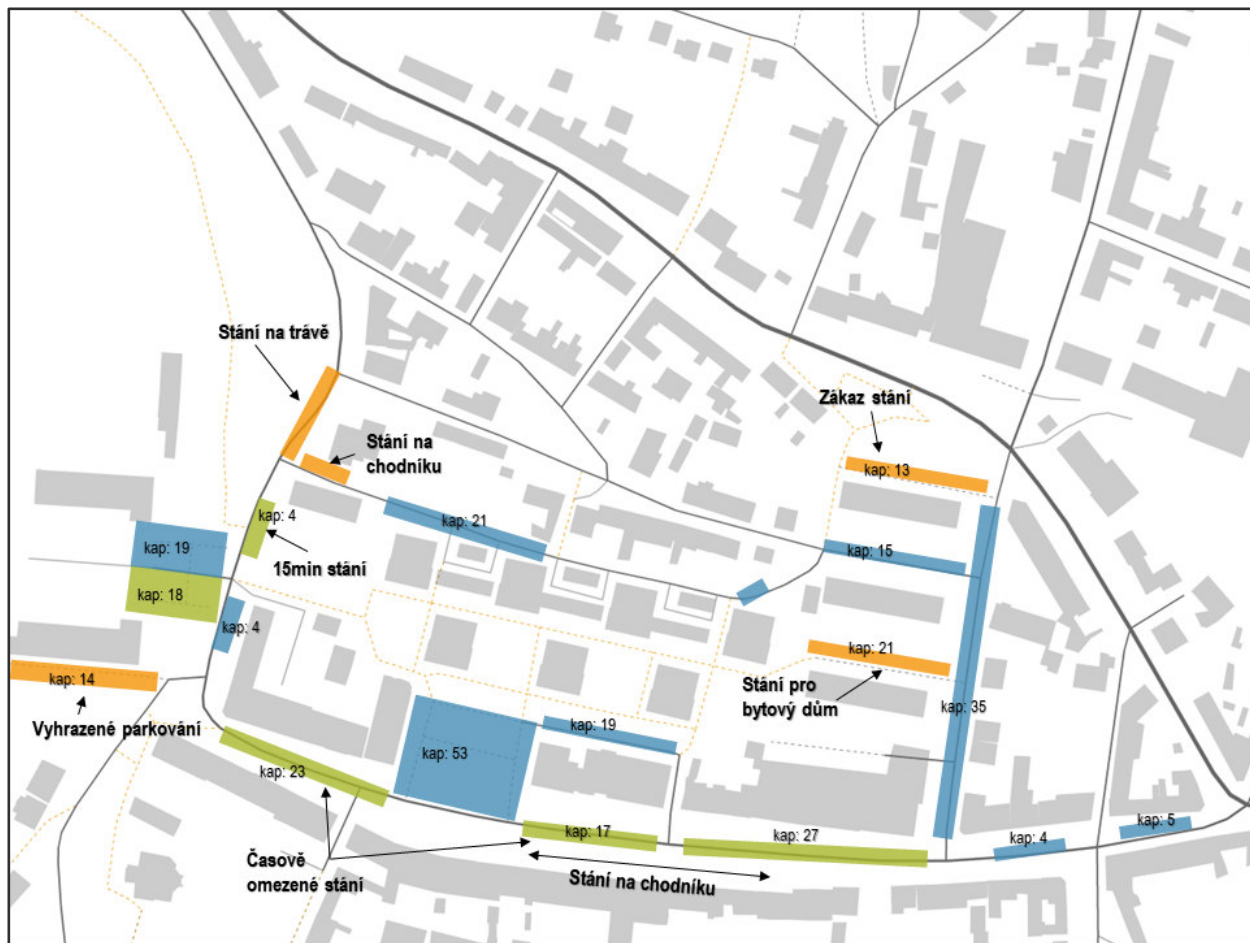 Stání na trávě
Zákaz stání
Stání na
chodníku
kap: 13
kap: 4
kap: 21
kap: 19
kap: 15
15min stání
kap: 18
kap: 4
kap: 21
kap: 14
Stání pro
bytový dům
kap: 35
Vyhrazené parkování
kap: 19
kap: 53
kap: 23
kap: 17
kap: 27
kap: 5
kap: 4
Časově
omezené stání
Stání na chodníku